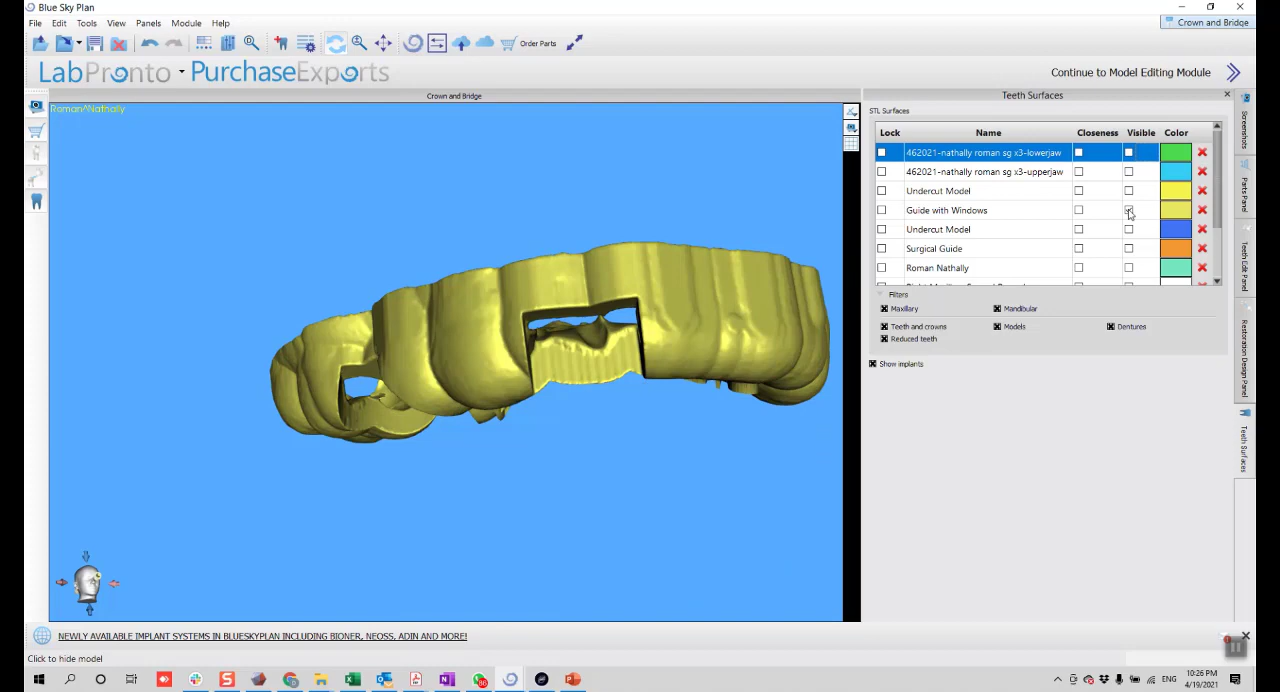 Blue Sky Plan
File Edit Tools View Panels Module Help
Crown and Bridge
Order Parts
LabPronto PurchaseExports
Continue to Model Editing Module
Crown and Bridge
Teeth Surfaces
Roman^Nathally
STL Surfaces
Lock Name Closeness Visible Color
462021-nathally roman sg x3-lowerjaw
462021-nathally roman sg x3-upperjaw
Undercut Model
Guide with Windows
Undercut Model
Surgical Guide
Roman Nathally
Filters
Maxillary Mandibular
Teeth and crowns Models Dentures
Reduced teeth
Show implants
Screenshots
Parts Panel
Teeth Edit Panel
Restoration Design Panel
Teeth Surfaces
NEWLY AVAILABLE IMPLANT SYSTEMS IN BLUESKYPLAN INCLUDING BIONER, NEOSS, ADIN AND MORE!
Click to hide model
ENG
10:26 PM
4/19/2021